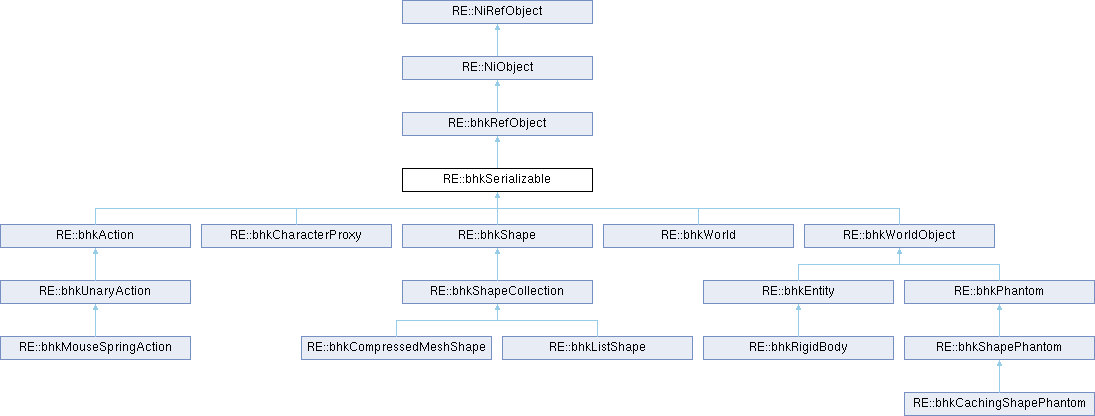 RE::NiRefObject
RE::NiObject
RE::bhkRefObject
RE::bhkSerializable
RE::bhkAction
RE::bhkCharacterProxy
RE::bhkShape
RE::bhkWorld
RE::bhkWorldObject
RE::bhkUnaryAction
RE::bhkShapeCollection
RE::bhkEntity
RE::bhkPhantom
RE::bhkMouseSpringAction
RE::bhkCompressedMeshShape
RE::bhkListShape
RE::bhkRigidBody
RE::bhkShapePhantom
RE::bhkCachingShapePhantom